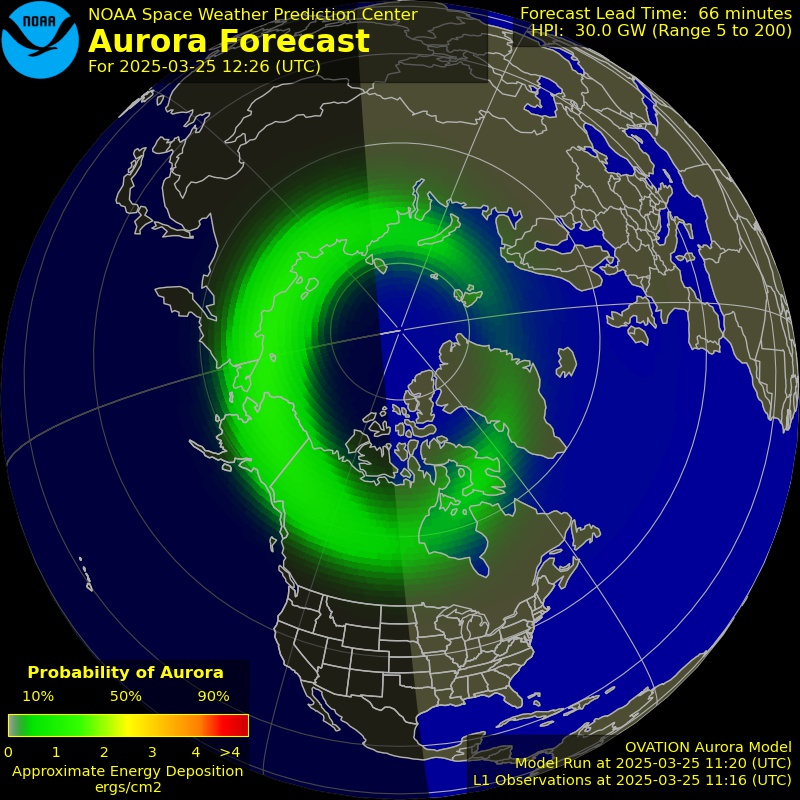 NOAA
NOAA Space Weather Prediction Center
Aurora Forecast
For 2025-03-25 12:26 (UTC)
Forecast Lead Time: 66 minutes
HPI: 30.0 GW (Range 5 to 200)
Probability of Aurora
10% 50% 90%
0 1 2 3 4 >4
Approximate Energy Deposition
ergs/cm2
OVATION Aurora Model
Model Run at 2025-03-25 11:20 (UTC)
L1 Observations at 2025-03-25 11:16 (UTC)